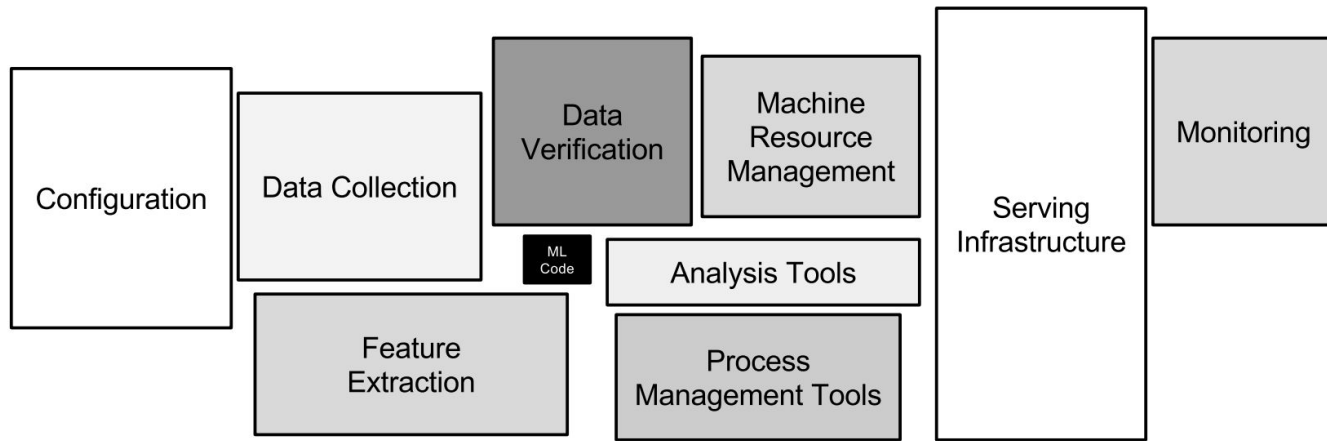 Configuration
Data Collection
Data
Verification
Machine
Resource
Management
Serving
Infrastructure
Monitoring
ML
Code
Analysis Tools
Feature
Extraction
Process
Management Tools